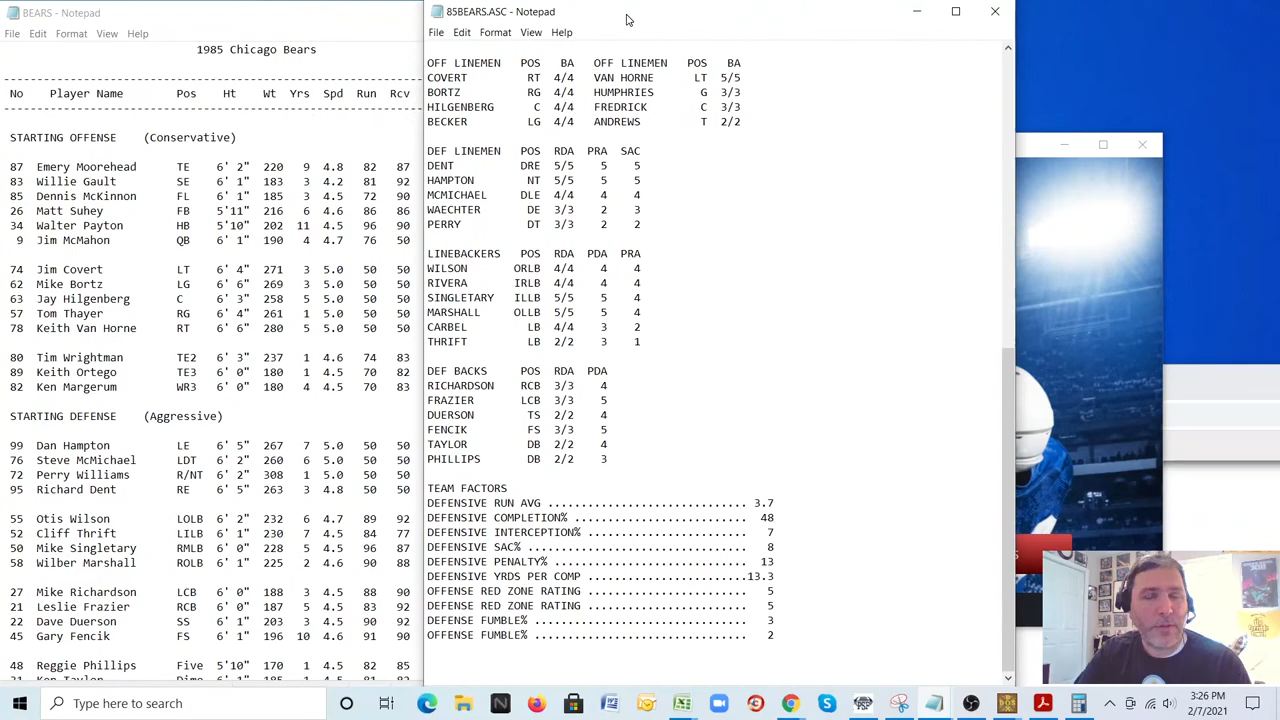 BEARS - Notepad
File Edit Format View Help
1985 Chicago Bears
No Player Name Pos Ht Wt Yrs Spd Run Rcv
STARTING OFFENSE (Conservative)
87 Emery Moorehead TE 6' 2" 220 9 4.8 82 87
83 Willie Gault SE 6' 1" 183 3 4.2 81 92
85 Dennis McKinnon FL 6' 1" 185 3 4.5 72 90
26 Matt Suhey FB 5'11" 216 6 4.6 86 86
34 Walter Payton HB 5'10" 202 11 4.5 96 90
9 Jim McMahon QB 6' 1" 190 4 4.7 76 50
74 Jim Covert LT 6' 4" 271 3 5.0 50 50
62 Mike Bortz LG 6' 6" 269 3 5.0 50 50
63 Jay Hilgenberg C 6' 3" 258 5 5.0 50 50
57 Tom Thayer RG 6' 4" 261 1 5.0 50 50
78 Keith Van Horne RT 6' 6" 280 5 5.0 50 50
80 Tim Wrightman TE2 6' 3" 237 1 4.6 74 83
89 Keith Ortego TE3 6' 0" 180 1 4.5 70 82
82 Ken Margerum WR3 6' 0" 180 4 4.5 70 83
STARTING DEFENSE (Aggressive)
99 Dan Hampton LE 6' 5" 267 7 5.0 50 50
76 Steve McMichael LDT 6' 2" 260 6 5.0 50 50
72 Perry Williams R/NT 6' 2" 308 1 5.0 50 50
95 Richard Dent RE 6' 5" 263 3 4.8 50 50
55 Otis Wilson LOLB 6' 2" 232 6 4.7 89 92
52 Cliff Thrift LILB 6' 1" 230 7 4.5 84 77
50 Mike Singletary RMLB 6' 0" 228 5 4.5 96 87
58 Wilber Marshall ROLB 6' 1" 225 2 4.6 90 88
27 Mike Richardson LCB 6' 0" 188 3 4.5 88 90
21 Leslie Frazier RCB 6' 0" 187 5 4.5 83 92
22 Dave Duerson SS 6' 1" 203 3 4.5 90 92
45 Gary Fencik FS 6' 1" 196 10 4.6 91 90
48 Reggie Phillips Five 5'10" 170 1 4.5 82 85
85BEARS.ASC - Notepad
File Edit Format View Help
OFF LINEMEN POS BA OFF LINEMEN POS BA
COVERT RT 4/4 VAN HORNE LT 5/5
BORTZ RG 4/4 HUMPHRIES G 3/3
HILGENBERG C 4/4 FREDRICK C 3/3
BECKER LG 4/4 ANDREWS T 2/2
DEF LINEMEN POS RDA PRA SAC
DENT DRE 5/5 5 5
HAMPTON NT 5/5 5 5
MCMICHAEL DLE 4/4 4 4
WAECHTER DE 3/3 2 3
PERRY DT 3/3 2 2
LINEBACKERS POS RDA PDA PRA
WILSON ORLB 4/4 4 4
RIVERA IRLB 4/4 4 4
SINGLETARY ILLB 5/5 5 4
MARSHALL OLLB 5/5 5 4
CARBEL LB 4/4 3 2
THRIFT LB 2/2 3 1
DEF BACKS POS RDA PDA
RICHARDSON RCB 3/3 4
FRAZIER LCB 3/3 5
DUERSON TS 2/2 4
FENCIK FS 3/3 5
TAYLOR DB 2/2 4
PHILLIPS DB 2/2 3
TEAM FACTORS
DEFENSIVE RUN AVG ........................... 3.7
DEFENSIVE COMPLETION% ........................ 48
DEFENSIVE INTERCEPTION% ...................... 7
DEFENSIVE SAC% .............................. 8
DEFENSIVE PENALTY% ........................... 13
DEFENSIVE YRDS PER COMP .......................13.3
OFFENSE RED ZONE RATING ...................... 5
DEFENSE RED ZONE RATING ...................... 5
DEFENSE FUMBLE% ............................. 3
OFFENSE FUMBLE% ............................. 2
Type here to search
3:26 PM
2/7/2021